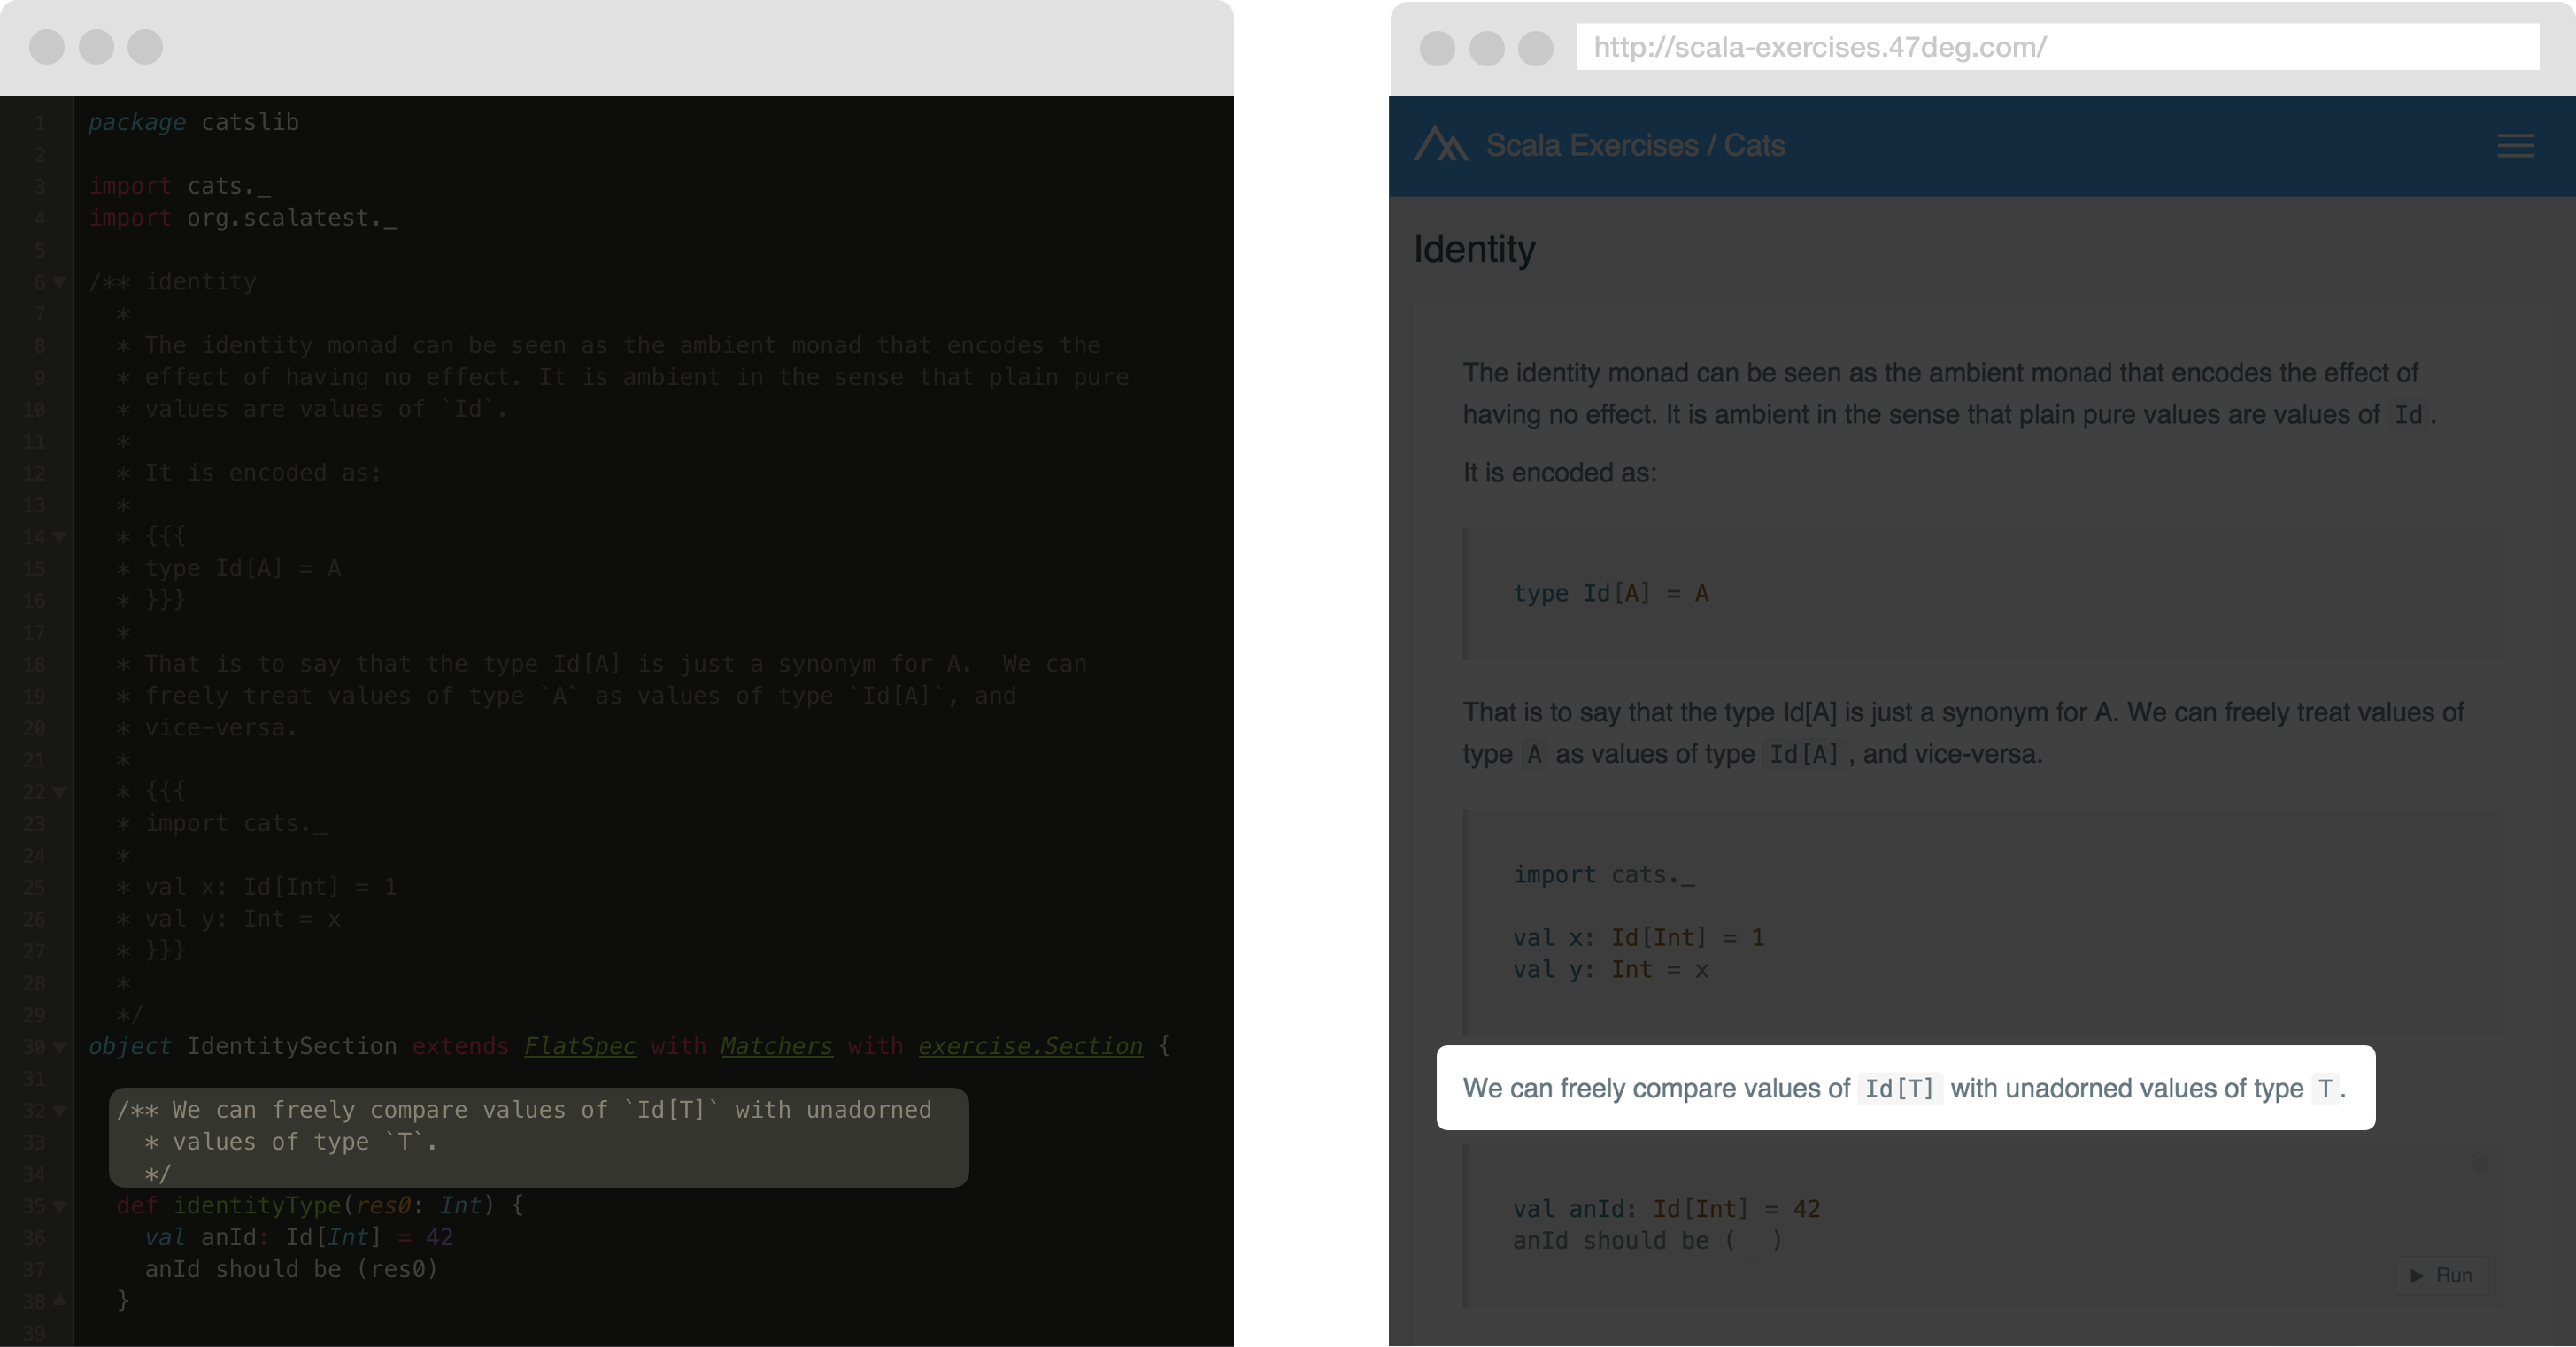 1 package catslib
2
3 import cats._
4 import org.scalatest._
5
6 /** identity
7 *
8 * The identity monad can be seen as the ambient monad that encodes the
9 * effect of having no effect. It is ambient in the sense that plain pure
10 * values are values of `Id`.
11 *
12 * It is encoded as:
13 *
14 * {{{
15 * type Id[A] = A
16 * }}}
17 *
18 * That is to say that the type Id[A] is just a synonym for A.  We can
19 * freely treat values of type `A` as values of type `Id[A]`, and
20 * vice-versa.
21 *
22 * {{{
23 * import cats._
24 *
25 * val x: Id[Int] = 1
26 * val y: Int = x
27 * }}}
28 *
29 */
30 object IdentitySection extends FlatSpec with Matchers with exercise.Section {
31
32 /** We can freely compare values of `Id[T]` with unadorned
33 * values of type `T`.
34 */
35 def identityType(res0: Int) {
36 val anId: Id[Int] = 42
37 anId should be (res0)
38 }
39
http://scala-exercises.47deg.com/
Scala Exercises / Cats
Identity
The identity monad can be seen as the ambient monad that encodes the effect of
having no effect. It is ambient in the sense that plain pure values are values of Id.
It is encoded as:
type Id[A] = A
That is to say that the type Id[A] is just a synonym for A. We can freely treat values of
type A as values of type Id[A], and vice-versa.
import cats._
val x: Id[Int] = 1
val y: Int = x
We can freely compare values of Id[T] with unadorned values of type T.
val anId: Id[Int] = 42
anId should be ( __ )
Run